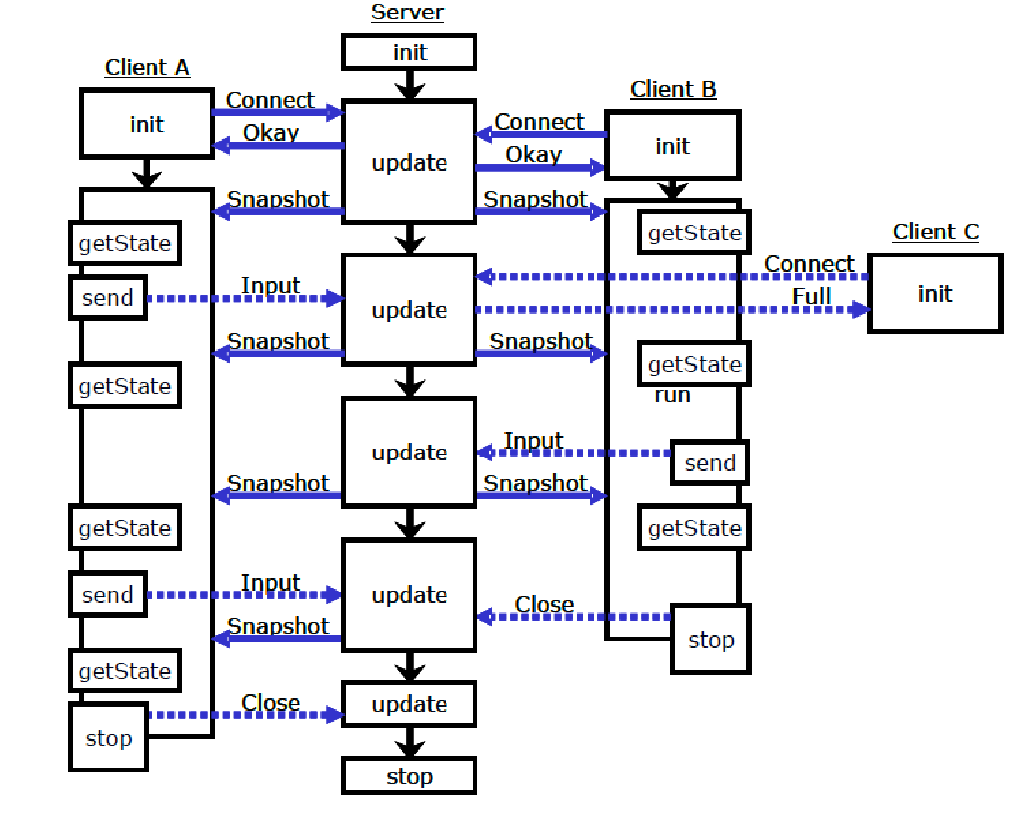 Server
init
Client A
Client B
init
Connect
Okay
update
Connect
Okay
init
Snapshot
Snapshot
getState
getState
Client C
send
Input
update
Connect
Full
init
Snapshot
Snapshot
getState
getState
run
update
Input
send
Snapshot
Snapshot
getState
getState
send
Input
update
Close
Snapshot
stop
getState
Close
update
stop
stop